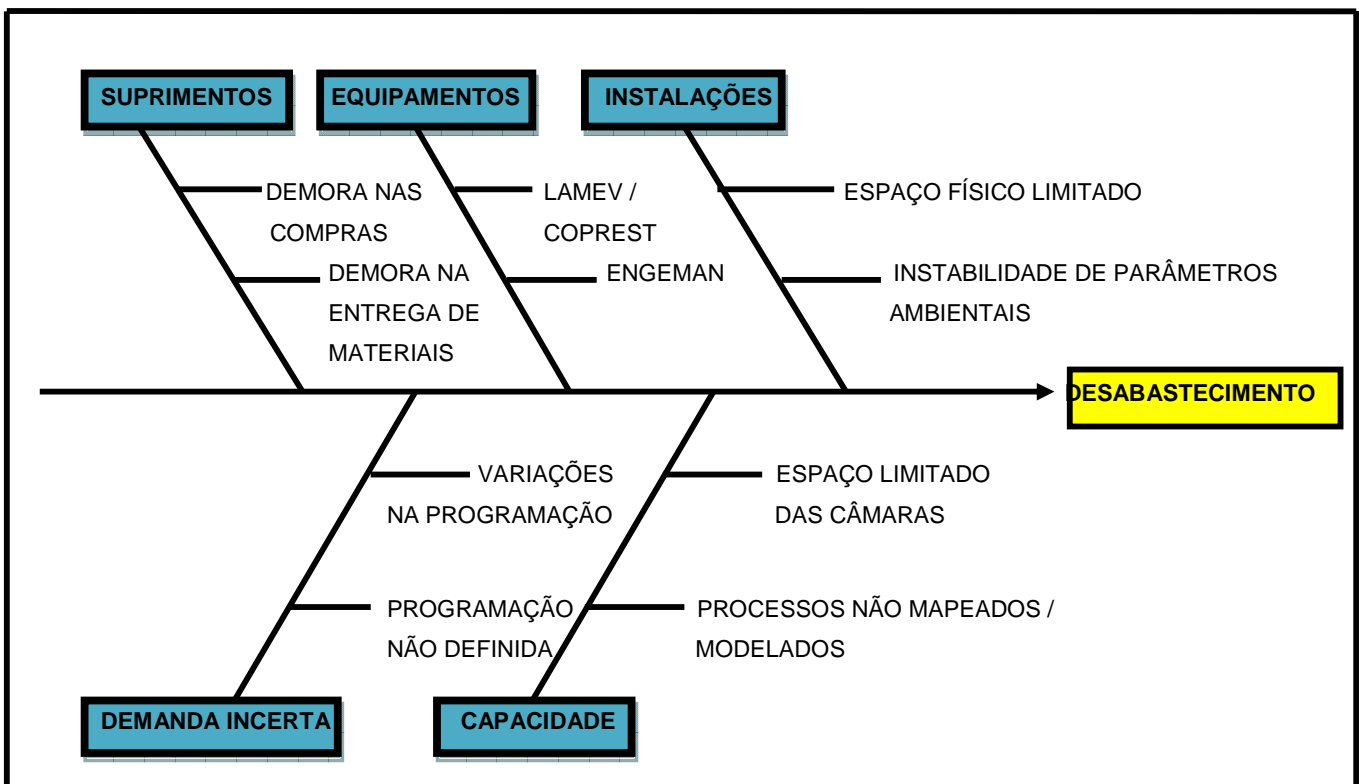 SUPRIMENTOS
EQUIPAMENTOS
INSTALAÇÕES
DEMORA NAS
COMPRAS
DEMORA NA
ENTREGA DE
MATERIAIS
LAMEV /
COPREST
ENGEMAN
ESPAÇO FÍSICO LIMITADO
INSTABILIDADE DE PARÂMETROS
AMBIENTAIS
DESABASTECIMENTO
VARIAÇÕES
NA PROGRAMAÇÃO
PROGRAMAÇÃO
NÃO DEFINIDA
ESPAÇO LIMITADO
DAS CÂMARAS
PROCESSOS NÃO MAPEADOS /
MODELADOS
DEMANDA INCERTA
CAPACIDADE